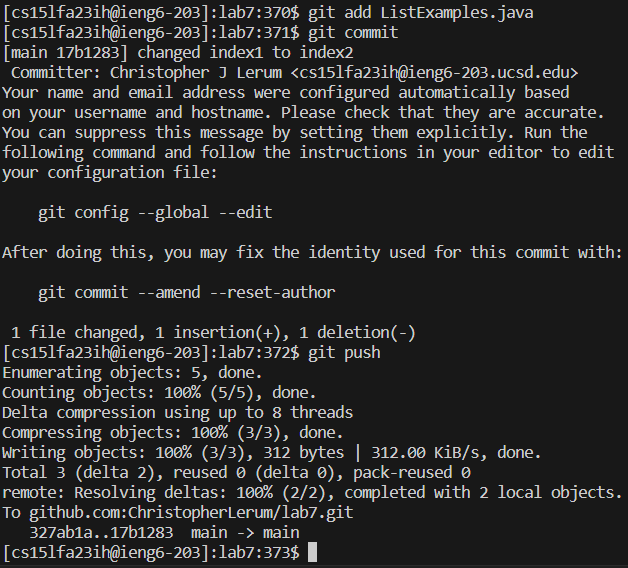 [cs15lfa23ih@ieng6-203]:lab7:370$ git add ListExamples.java
[cs15lfa23ih@ieng6-203]:lab7:371$ git commit
[main 17b1283] changed index1 to index2
 Committer: Christopher J Lerum <cs15lfa23ih@ieng6-203.ucsd.edu>
Your name and email address were configured automatically based
on your username and hostname. Please check that they are accurate.
You can suppress this message by setting them explicitly. Run the
following command and follow the instructions in your editor to edit
your configuration file:

    git config --global --edit

After doing this, you may fix the identity used for this commit with:

    git commit --amend --reset-author

 1 file changed, 1 insertion(+), 1 deletion(-)
[cs15lfa23ih@ieng6-203]:lab7:372$ git push
Enumerating objects: 5, done.
Counting objects: 100% (5/5), done.
Delta compression using up to 8 threads
Compressing objects: 100% (3/3), done.
Writing objects: 100% (3/3), 312 bytes | 312.00 KiB/s, done.
Total 3 (delta 2), reused 0 (delta 0), pack-reused 0
remote: Resolving deltas: 100% (2/2), completed with 2 local objects.
To github.com:ChristopherLerum/lab7.git
   327ab1a..17b1283  main -> main
[cs15lfa23ih@ieng6-203]:lab7:373$